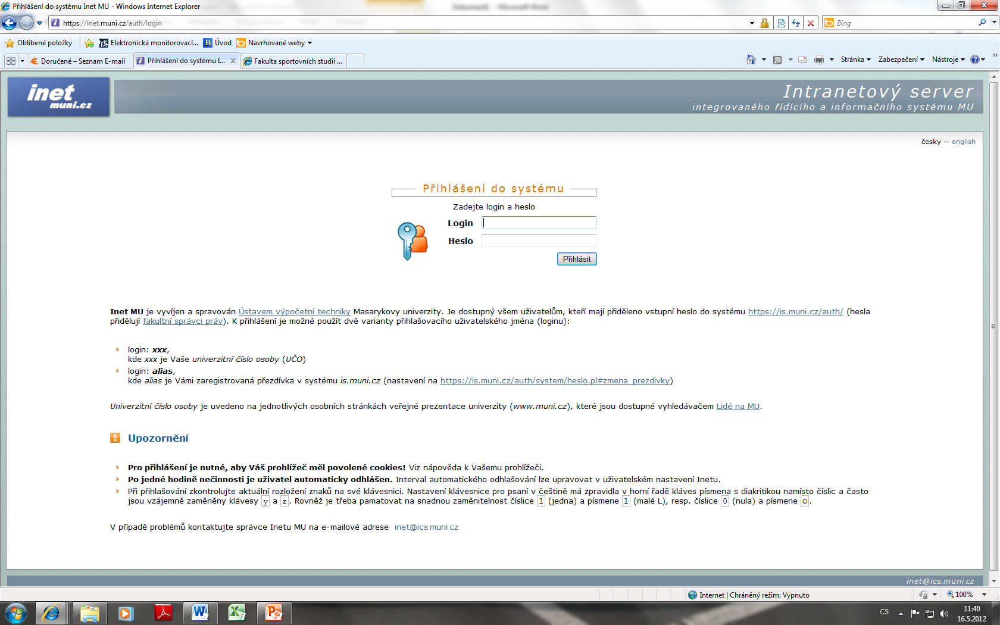 Přihlášení do systému Inet MU - Windows Internet Explorer
https://inet.muni.cz/auth/login
Bing
Oblíbené položky
Elektronická monitorovací...
Úvod
Navrhované weby
Doručené – Seznam E-mail
Přihlášení do systému I...
Fakulta sportovních studií ...
Stránka
Zabezpečení
Nástroje
inet
muni.cz
Intranetový server
integrovaného řídícího a informačního systému MU
česky -- english
Přihlášení do systému
Zadejte login a heslo
Login
Heslo
Přihlásit
Inet MU je vyvíjen a spravován Ústavem výpočetní techniky Masarykovy univerzity. Je dostupný všem uživatelům, kteří mají přiděleno vstupní heslo do systému https://is.muni.cz/auth/ (hesla
přidělují fakultní správci práv). K přihlášení je možné použít dvě varianty přihlašovacího uživatelského jména (loginu):
login: xxx,
kde xxx je Vaše univerzitní číslo osoby (UČO)
login: alias,
kde alias je Vámi zaregistrovaná přezdívka v systému is.muni.cz (nastavení na https://is.muni.cz/auth/system/heslo.pl#zmena_prezdivky)
Univerzitní číslo osoby je uvedeno na jednotlivých osobních stránkách veřejné prezentace univerzity (www.muni.cz), které jsou dostupné vyhledávačem Lidé na MU.
Upozornění
Pro přihlášení je nutné, aby Váš prohlížeč měl povolené cookies! Viz nápověda k Vašemu prohlížeči.
Po jedné hodině nečinnosti je uživatel automaticky odhlášen. Interval automatického odhlašování lze upravovat v uživatelském nastavení Inetu.
Při přihlašování zkontrolujte aktuální rozložení znaků na své klávesnici. Nastavení klávesnice pro psaní v češtině má zpravidla v horní řadě kláves písmena s diakritikou namísto číslic a často
jsou vzájemně zaměněny klávesy y a z. Rovněž je třeba pamatovat na snadnou zaměnitelnost číslice 1 (jedna) a písmene l (malé L), resp. číslice 0 (nula) a písmene O.
V případě problémů kontaktujte správce Inetu MU na e-mailové adrese inet@ics.muni.cz
inet@ics.muni.cz
Internet | Chráněný režim: Vypnuto
100%
CS
11:40
16.5.2012